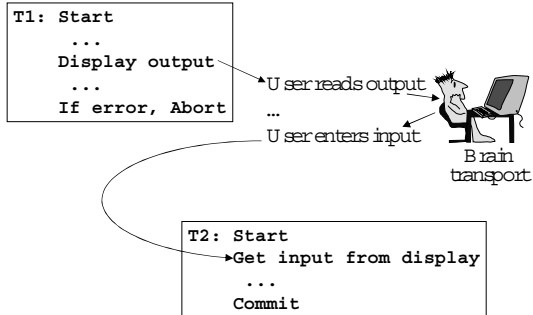 T1: Start
...
Display output
...
If error, Abort
User reads output
...
User enters input
Brain
transport
T2: Start
Get input from display
...
Commit